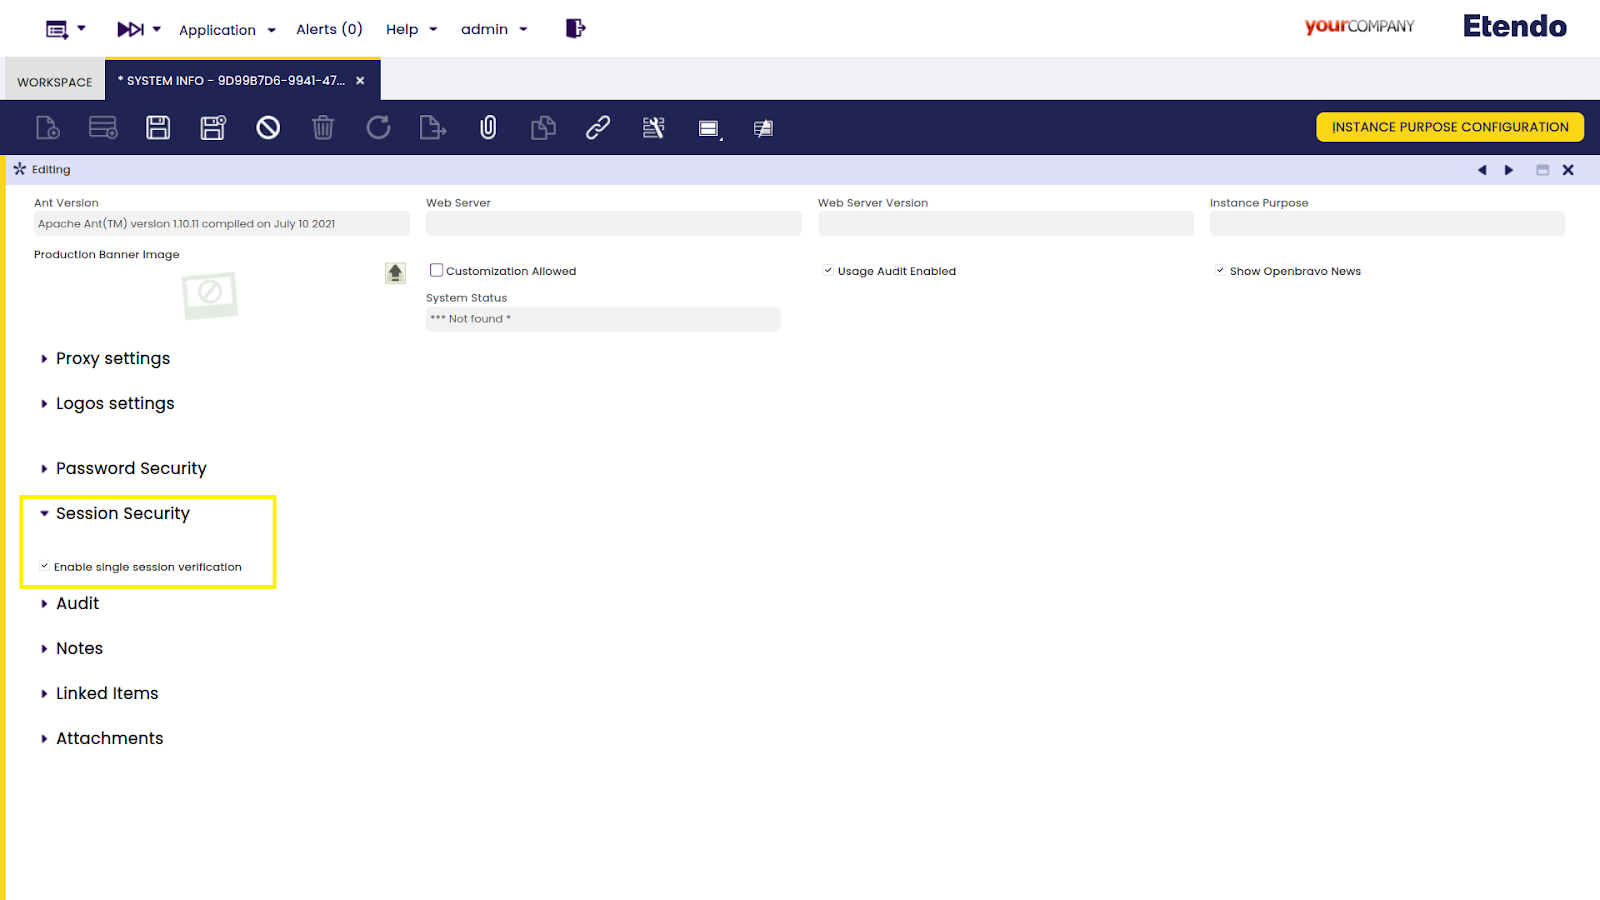 Application Alerts (0) Help admin yourCOMPANY Etendo
WORKSPACE * SYSTEM INFO - 9D99B7D6-9941-47...
INSTANCE PURPOSE CONFIGURATION
Editing
Ant Version Web Server Web Server Version Instance Purpose
Apache Ant(TM) version 1.10.11 compiled on July 10 2021
Production Banner Image
Customization Allowed Usage Audit Enabled Show Openbravo News
System Status
*** Not found *
Proxy settings
Logos settings
Password Security
Session Security
Enable single session verification
Audit
Notes
Linked Items
Attachments